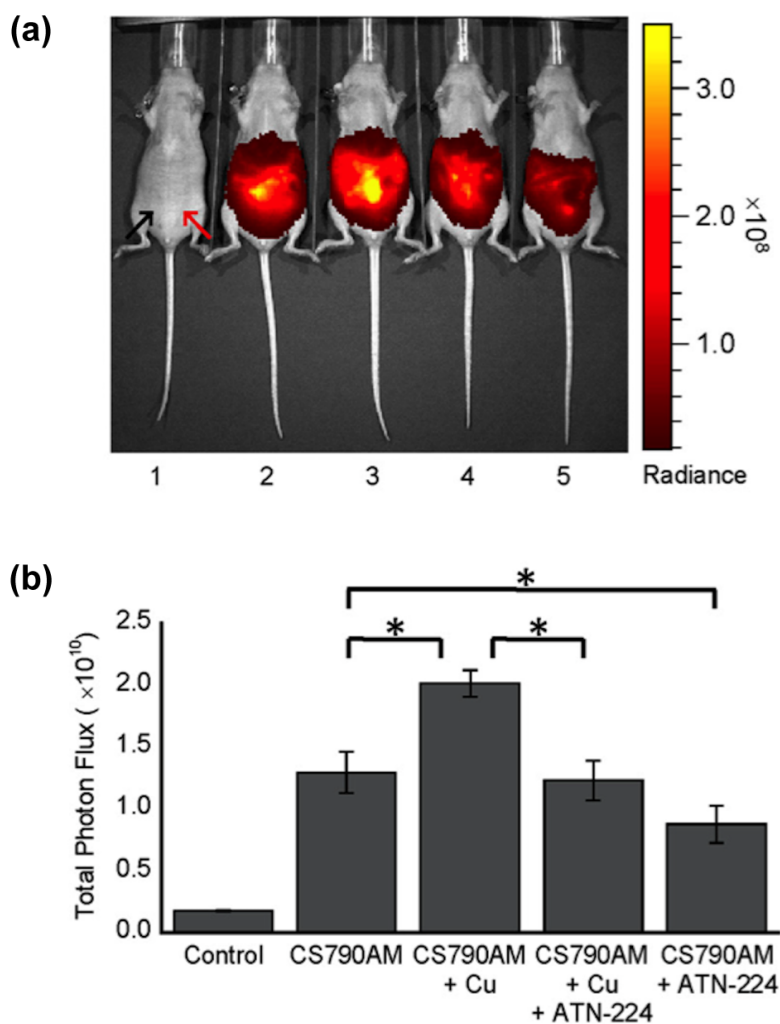 (a)
3.0
2.0
1.0
×10⁸
1 2 3 4 5 Radiance
(b)
*
* *
Total Photon Flux ( ×10¹⁰)
2.5
2.0
1.5
1.0
0.5
0.0
Control CS790AM CS790AM CS790AM CS790AM
+ Cu + Cu + ATN-224
+ ATN-224